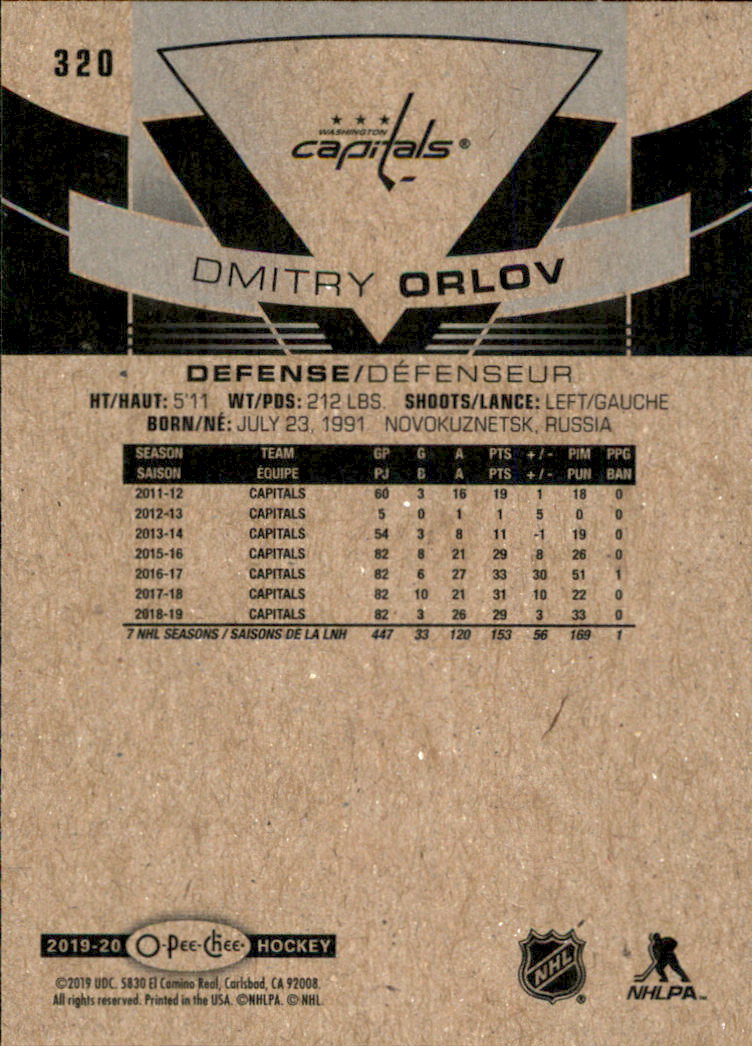 320
WASHINGTON
capitals®
DMITRY ORLOV
DEFENSE/DÉFENSEUR
HT/HAUT: 5'11 WT/PDS: 212 LBS. SHOOTS/LANCE: LEFT/GAUCHE
BORN/NÉ: JULY 23, 1991 NOVOKUZNETSK, RUSSIA
SEASON TEAM GP G A PTS +/- PIM PPG
SAISON ÉQUIPE PJ B A PTS +/- PUN BAN
2011-12 CAPITALS 60 3 16 19 1 18 0
2012-13 CAPITALS 5 0 1 1 5 0 0
2013-14 CAPITALS 54 3 8 11 -1 19 0
2015-16 CAPITALS 82 8 21 29 8 26 0
2016-17 CAPITALS 82 6 27 33 30 51 1
2017-18 CAPITALS 82 10 21 31 10 22 0
2018-19 CAPITALS 82 3 26 29 3 33 0
7 NHL SEASONS / SAISONS DE LA LNH 447 33 120 153 56 169 1
2019-20 O-Pee-Chee HOCKEY
©2019 UDC. 5830 El Camino Real, Carlsbad, CA 92008.
All rights reserved. Printed in the USA. ©NHLPA. © NHL.
NHL®
NHLPA™